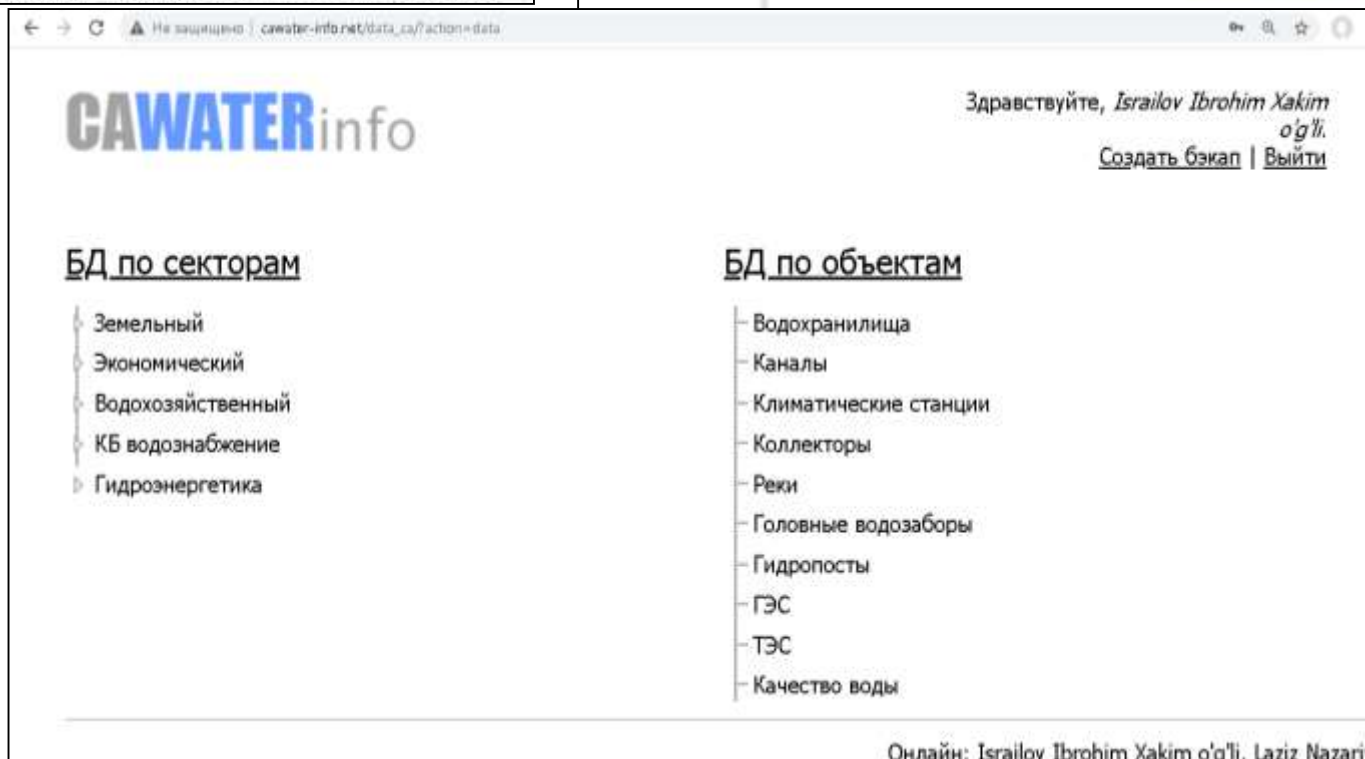 Не защищено | cawater-info.net/data_ca/?action=data
CAWATERinfo
Здравствуйте, Israilov Ibrohim Xakim
o'g'li.
Создать бэкап | Выйти
БД по секторам
Земельный
Экономический
Водохозяйственный
КБ водознабжение
Гидроэнергетика
БД по объектам
Водохранилища
Каналы
Климатические станции
Коллекторы
Реки
Головные водозаборы
Гидропосты
ГЭС
ТЭС
Качество воды
Онлайн: Israilov Ibrohim Xakim o'g'li, Laziz Nazari